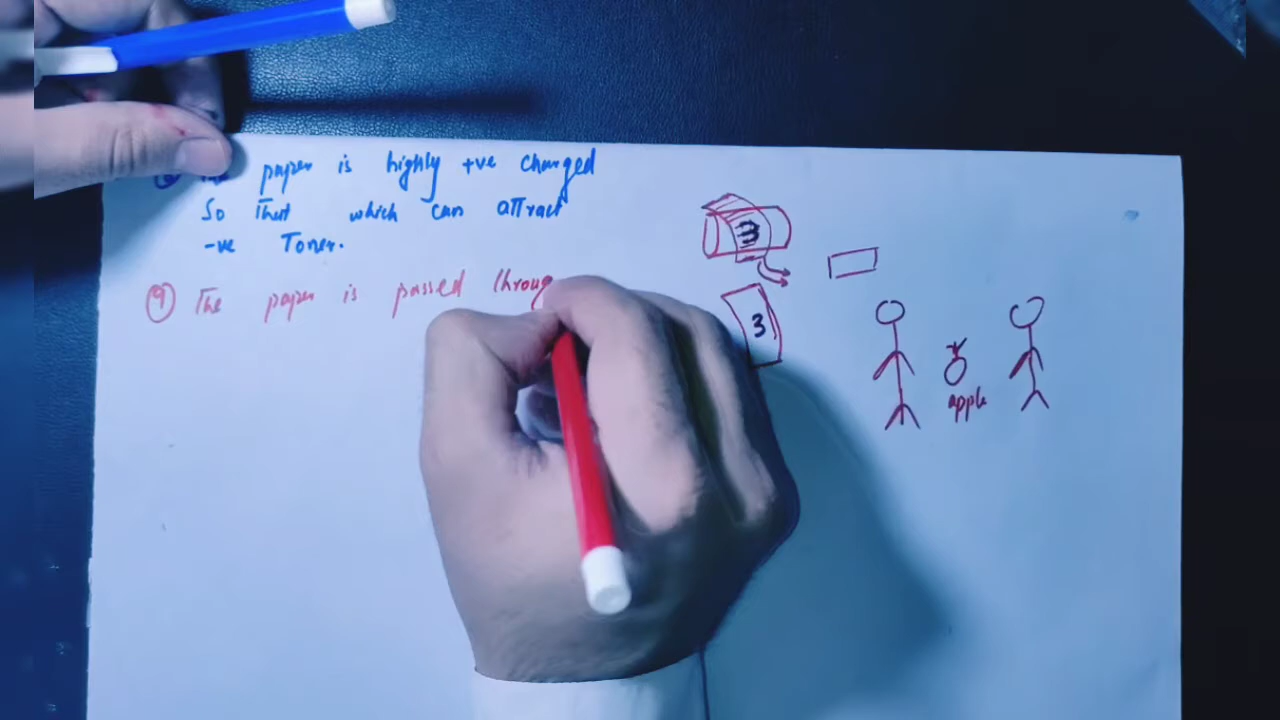 paper is highly +ve charged
So that which can attract
-ve Toner.
⑨ The paper is passed throug
3
3
apple